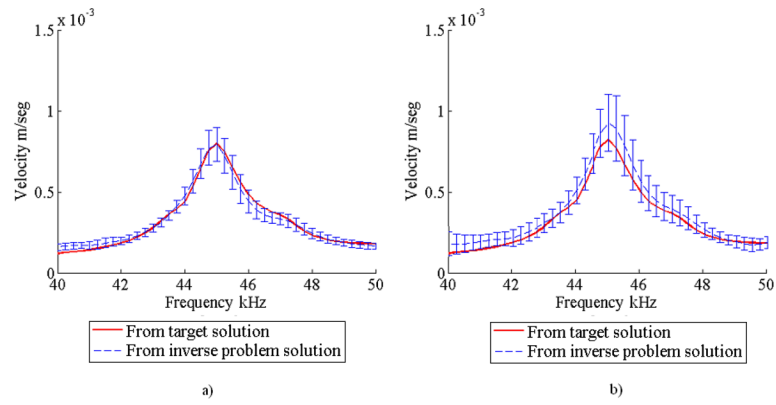 x 10-3
1.5
1
0.5
0
Velocity m/seg
40 42 44 46 48 50
Frequency kHz
From target solution
From inverse problem solution
a)
x 10-3
1.5
1
0.5
0
Velocity m/seg
40 42 44 46 48 50
Frequency kHz
From target solution
From inverse problem solution
b)